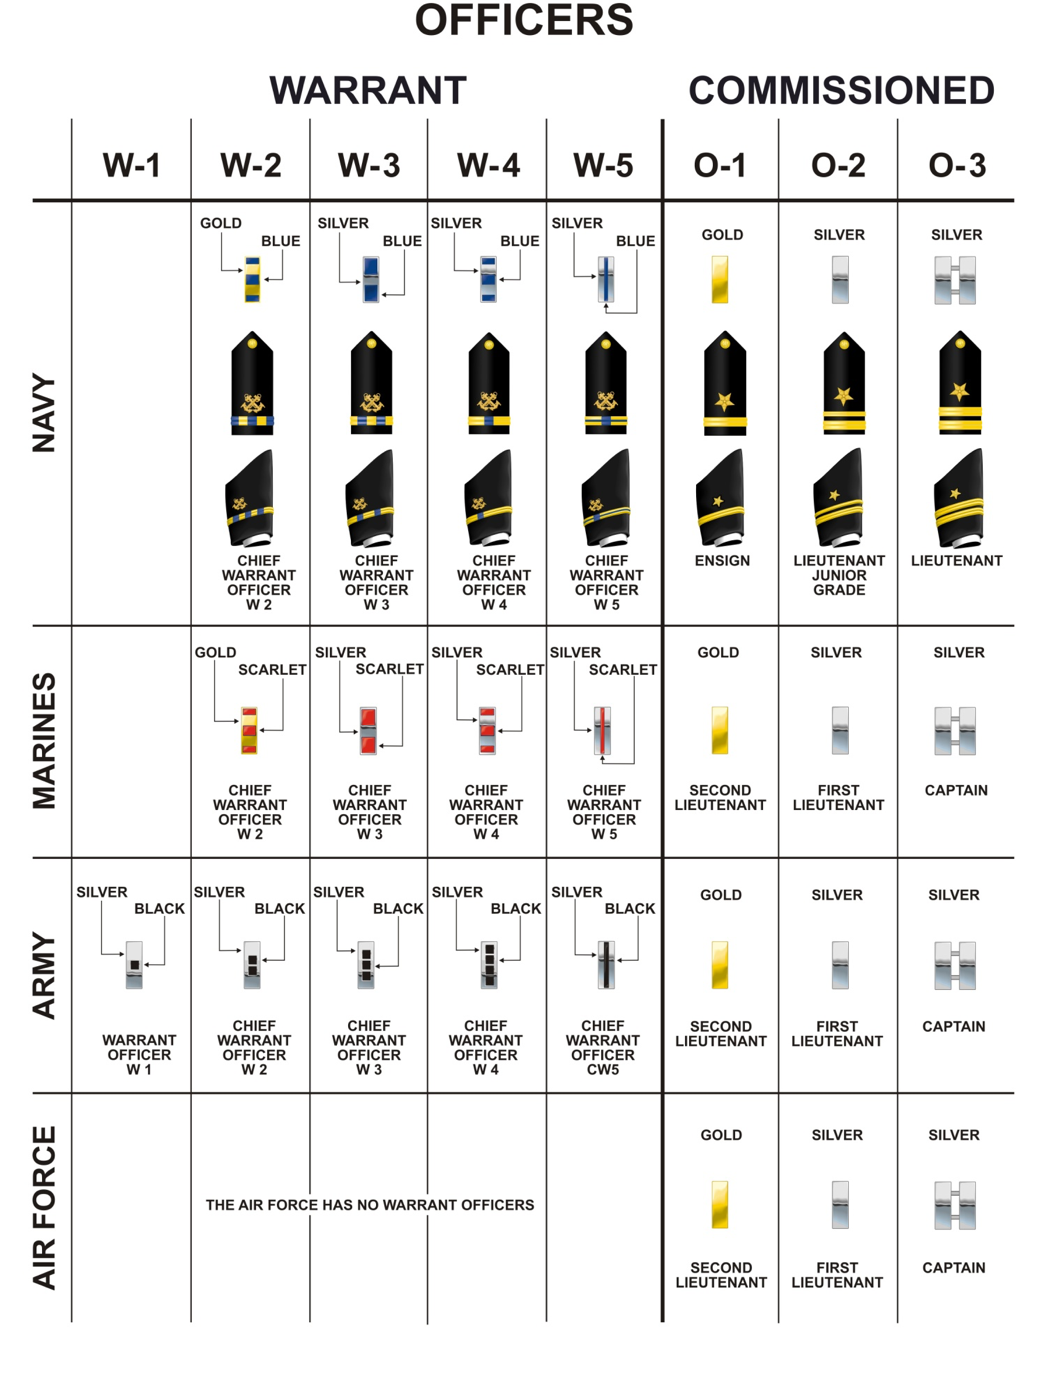 OFFICERS
WARRANT
COMMISSIONED
W-1
W-2
W-3
W-4
W-5
O-1
O-2
O-3
NAVY
GOLD
BLUE
SILVER
BLUE
SILVER
BLUE
SILVER
BLUE
GOLD
SILVER
SILVER
CHIEF
WARRANT
OFFICER
W 2
CHIEF
WARRANT
OFFICER
W 3
CHIEF
WARRANT
OFFICER
W 4
CHIEF
WARRANT
OFFICER
W 5
ENSIGN
LIEUTENANT
JUNIOR
GRADE
LIEUTENANT
MARINES
GOLD
SCARLET
SILVER
SCARLET
SILVER
SCARLET
SILVER
SCARLET
GOLD
SILVER
SILVER
CHIEF
WARRANT
OFFICER
W 2
CHIEF
WARRANT
OFFICER
W 3
CHIEF
WARRANT
OFFICER
W 4
CHIEF
WARRANT
OFFICER
W 5
SECOND
LIEUTENANT
FIRST
LIEUTENANT
CAPTAIN
ARMY
SILVER
BLACK
SILVER
BLACK
SILVER
BLACK
SILVER
BLACK
SILVER
BLACK
GOLD
SILVER
SILVER
WARRANT
OFFICER
W 1
CHIEF
WARRANT
OFFICER
W 2
CHIEF
WARRANT
OFFICER
W 3
CHIEF
WARRANT
OFFICER
W 4
CHIEF
WARRANT
OFFICER
CW5
SECOND
LIEUTENANT
FIRST
LIEUTENANT
CAPTAIN
AIR FORCE
THE AIR FORCE HAS NO WARRANT OFFICERS
GOLD
SILVER
SILVER
SECOND
LIEUTENANT
FIRST
LIEUTENANT
CAPTAIN